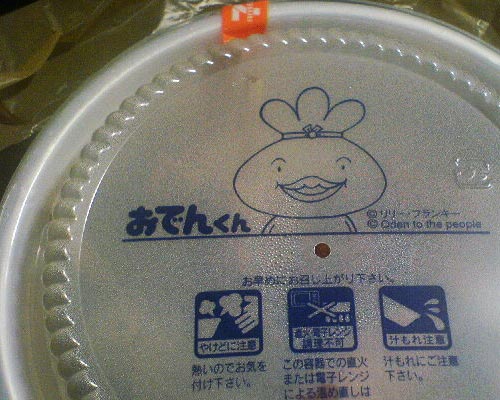 おでんくん
©リリー・フランキー
© Oden to the people
お早めにお召し上がり下さい。
やけどに注意
直火・電子レンジ
調理不可
汁もれ注意
熱いのでお気を
付け下さい。
この容器での直火
または電子レンジ
による温め直しは
汁もれにご注意
下さい。